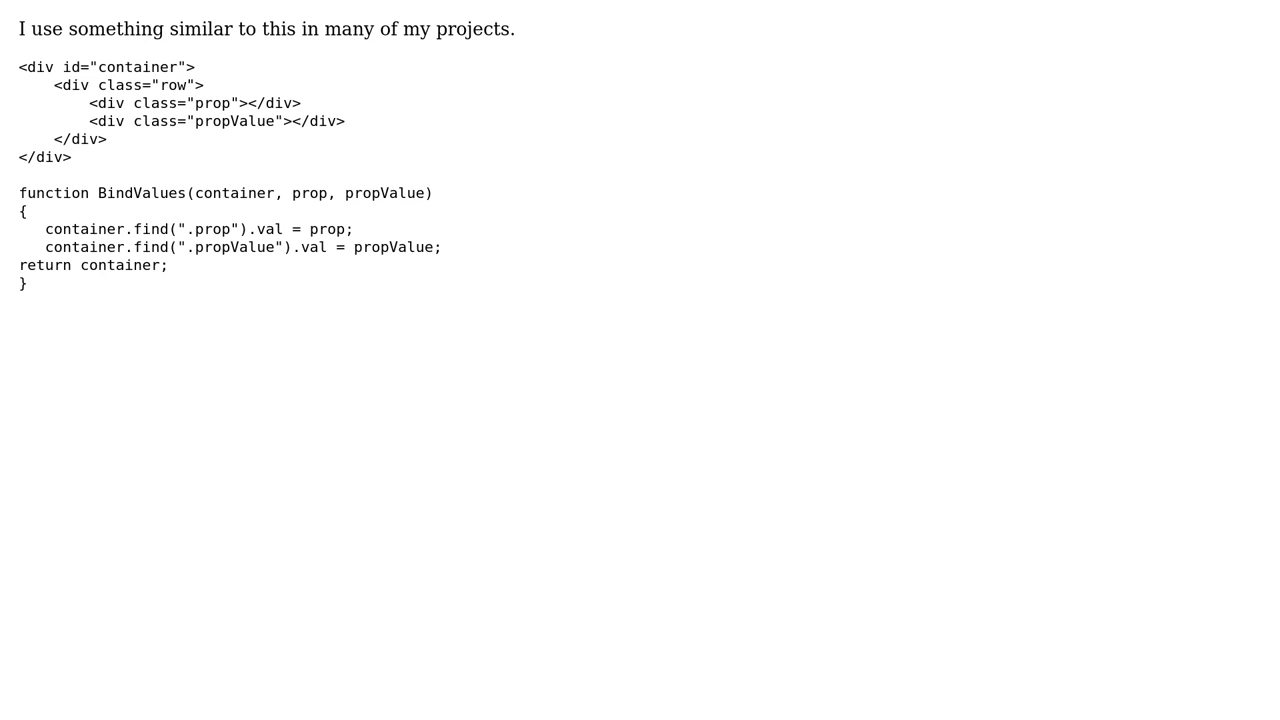 I use something similar to this in many of my projects.
<div id="container">
    <div class="row">
        <div class="prop"></div>
        <div class="propValue"></div>
    </div>
</div>

function BindValues(container, prop, propValue)
{
   container.find(".prop").val = prop;
   container.find(".propValue").val = propValue;
return container;
}